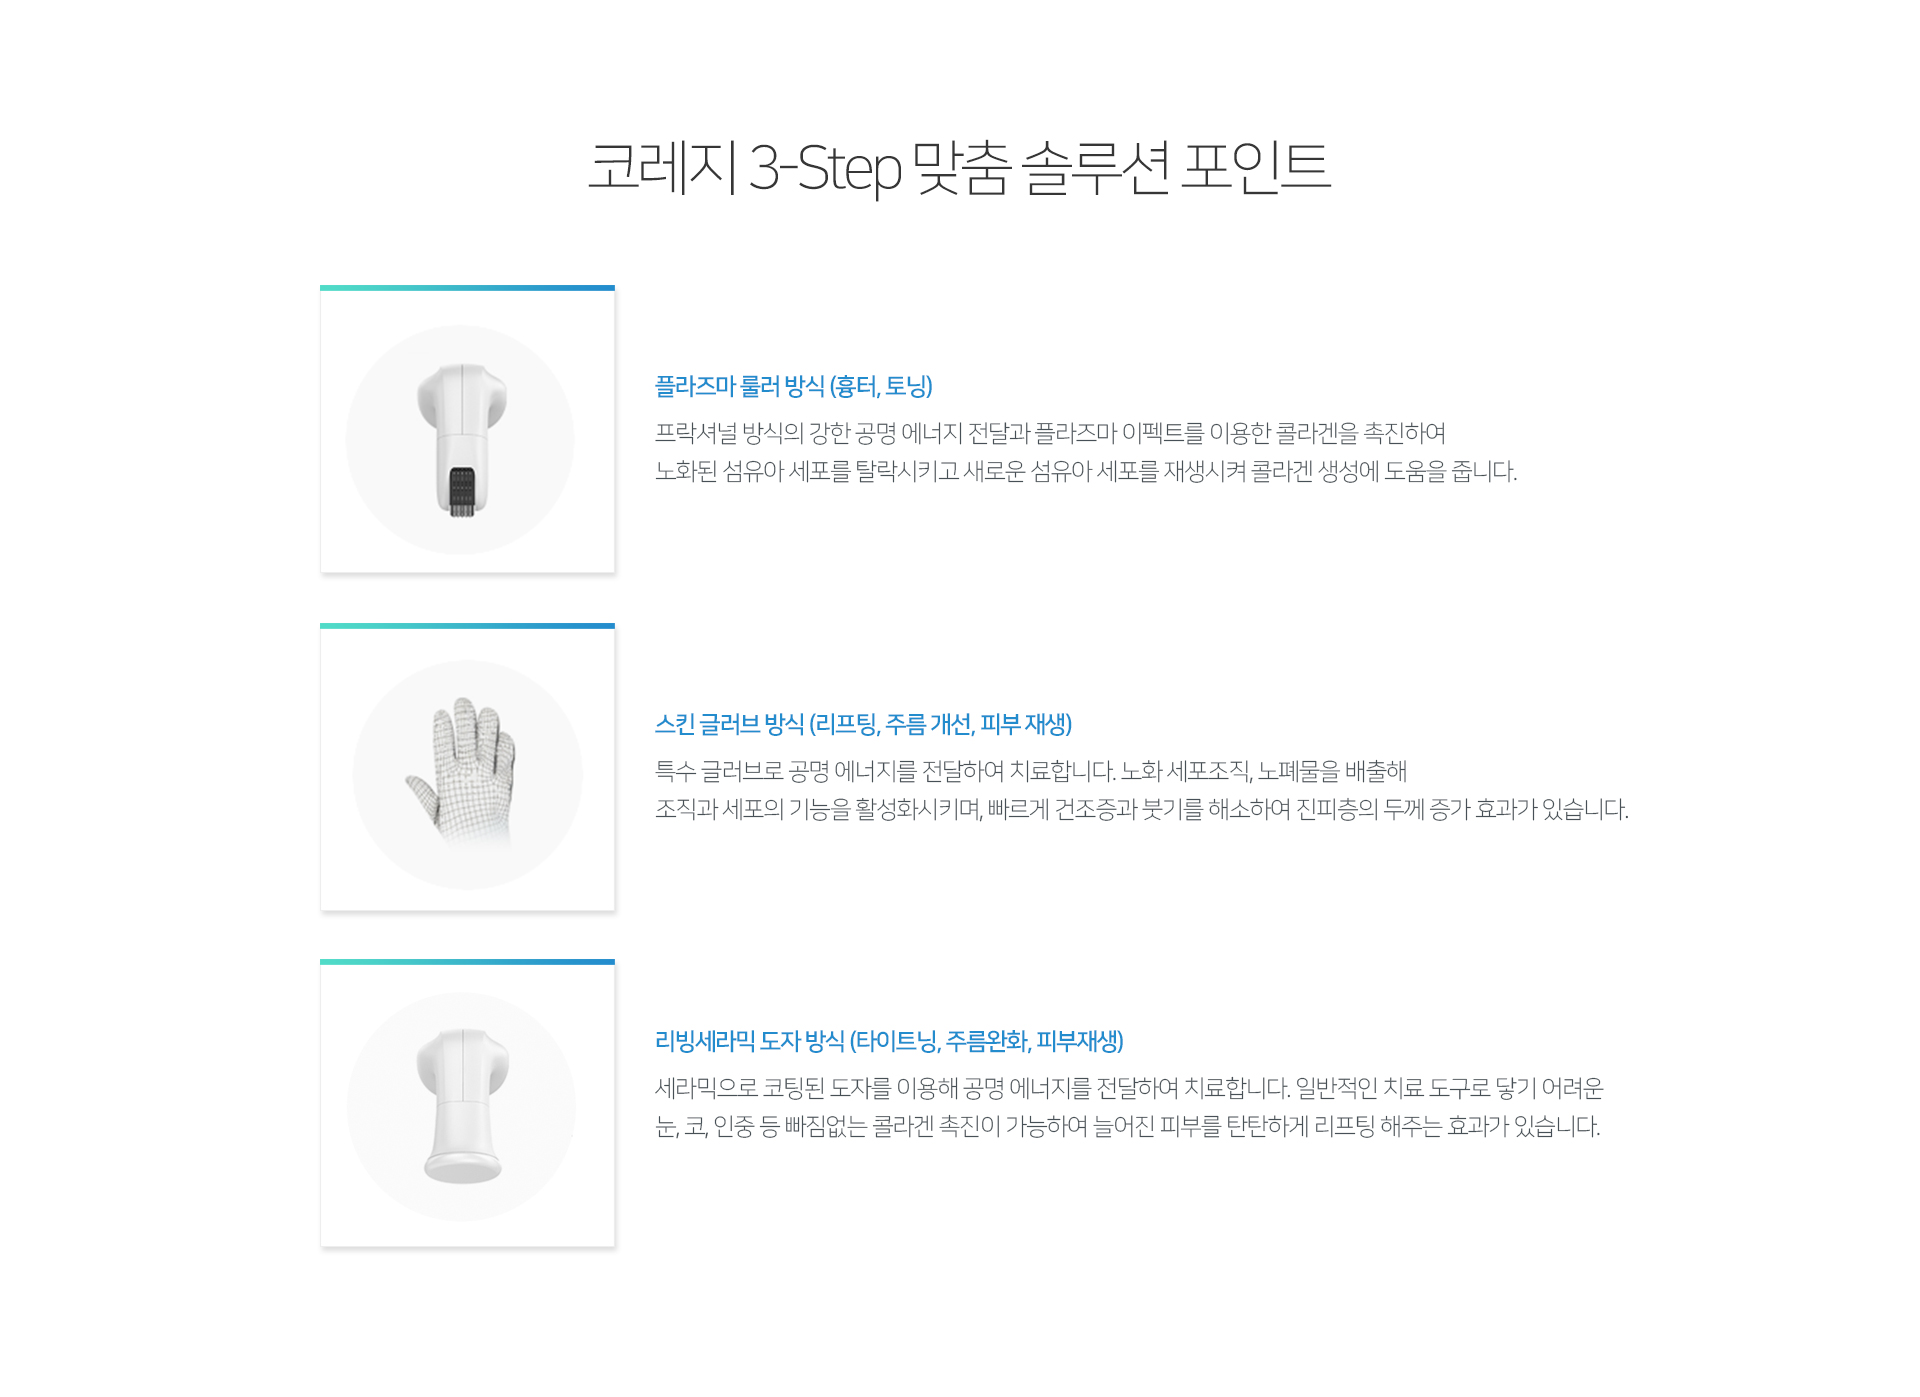 코레지 3-Step 맞춤 솔루션 포인트
플라즈마 룰러 방식 (흉터, 토닝)
프락셔널 방식의 강한 공명 에너지 전달과 플라즈마 이펙트를 이용한 콜라겐을 촉진하여
노화된 섬유아 세포를 탈락시키고 새로운 섬유아 세포를 재생시켜 콜라겐 생성에 도움을 줍니다.
스킨 글러브 방식 (리프팅, 주름 개선, 피부 재생)
특수 글러브로 공명 에너지를 전달하여 치료합니다. 노화 세포조직, 노폐물을 배출해
조직과 세포의 기능을 활성화시키며, 빠르게 건조증과 붓기를 해소하여 진피층의 두께 증가 효과가 있습니다.
리빙세라믹 도자 방식 (타이트닝, 주름완화, 피부재생)
세라믹으로 코팅된 도자를 이용해 공명 에너지를 전달하여 치료합니다. 일반적인 치료 도구로 닿기 어려운
눈, 코, 인중 등 빠짐없는 콜라겐 촉진이 가능하여 늘어진 피부를 탄탄하게 리프팅 해주는 효과가 있습니다.